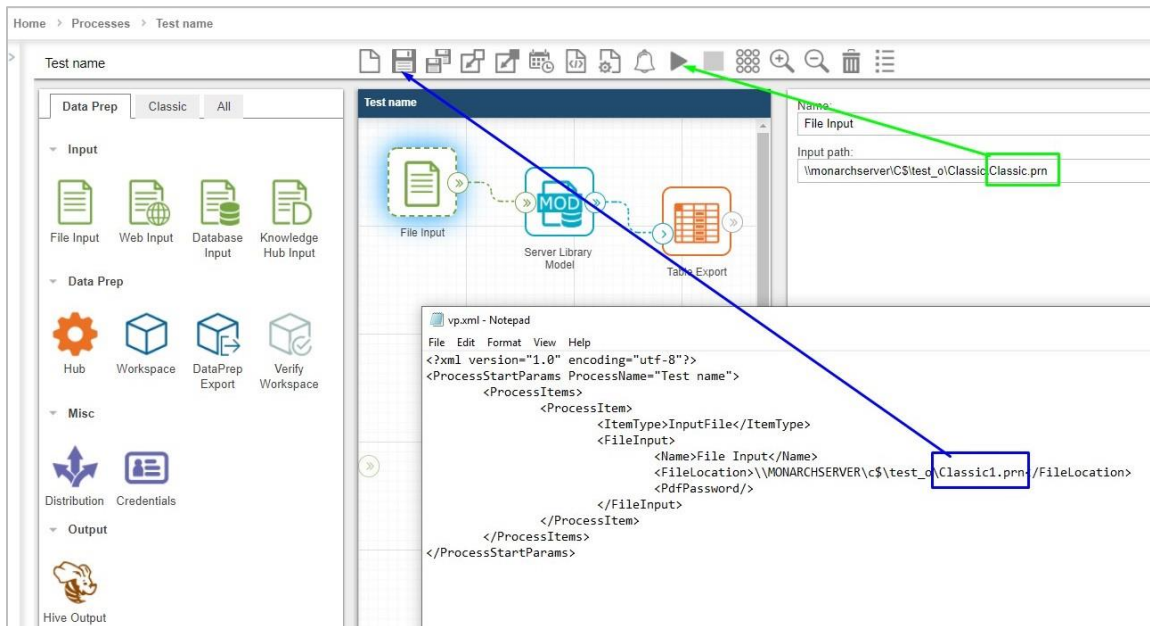 Home > Processes > Test name
Test name
Data Prep Classic All
Input
File Input Web Input Database Input Knowledge Hub Input
Data Prep
Hub Workspace DataPrep Export Verify Workspace
Misc
Distribution Credentials
Output
Hive Output
Test name
File Input
MOD
Server Library
Model
Table Export
Name:
File Input
Input path:
\\monarchserver\C$\test_o\Classic\Classic.prn
vp.xml - Notepad
File Edit Format View Help
<?xml version="1.0" encoding="utf-8"?>
<ProcessStartParams ProcessName="Test name">
<ProcessItems>
<ProcessItem>
<ItemType>InputFile</ItemType>
<FileInput>
<Name>File Input</Name>
<FileLocation>\\MONARCHSERVER\c$\test_o\Classic1.prn</FileLocation>
<PdfPassword/>
</FileInput>
</ProcessItem>
</ProcessItems>
</ProcessStartParams>